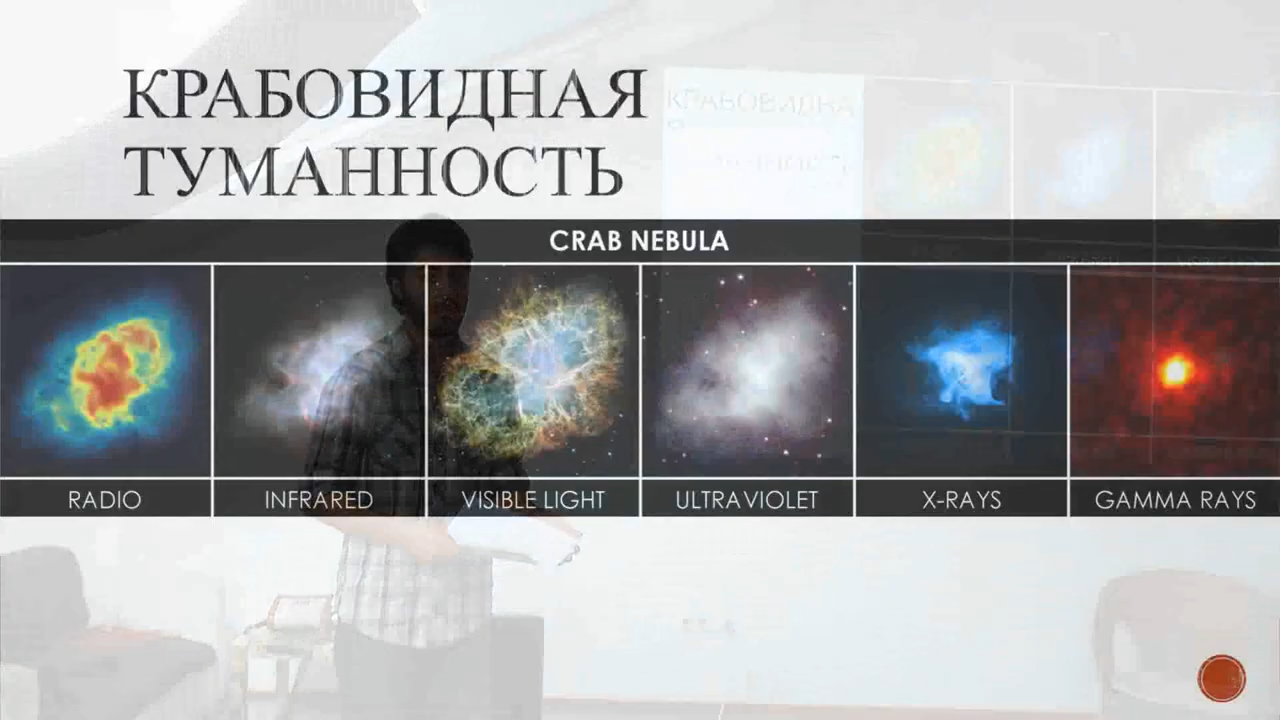 КРАБОВИДНАЯ
ТУМАННОСТЬ
CRAB NEBULA
RADIO
INFRARED
VISIBLE LIGHT
ULTRAVIOLET
X-RAYS
GAMMA RAYS